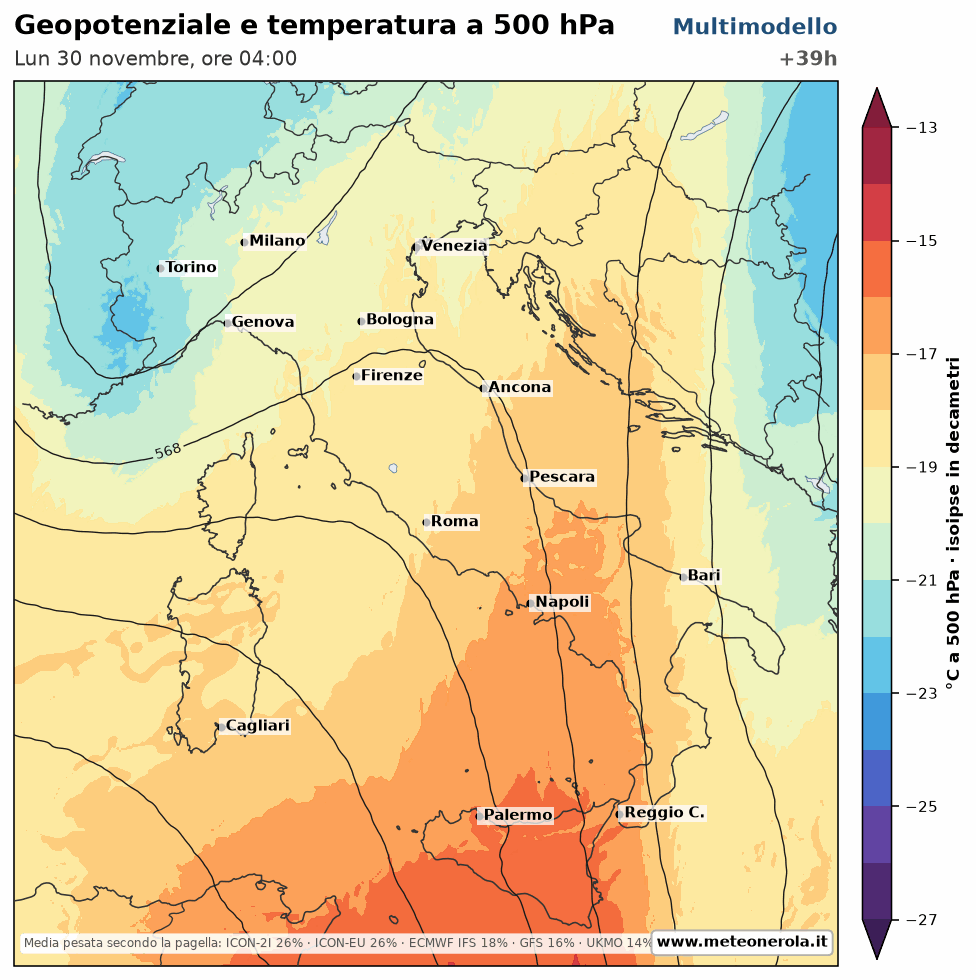 Geopotenziale e temperatura a 500 hPa
Multimodello
Lun 30 novembre, ore 04:00
+39h
Milano
Venezia
Torino
Genova
Bologna
Firenze
Ancona
568
Pescara
Roma
Bari
Napoli
Cagliari
Palermo
Reggio C.
−13
−15
−17
−19
−21
−23
−25
−27
°C a 500 hPa · isoipse in decametri
Media pesata secondo la pagella: ICON-2I 26% · ICON-EU 26% · ECMWF IFS 18% · GFS 16% · UKMO 14%
www.meteonerola.it